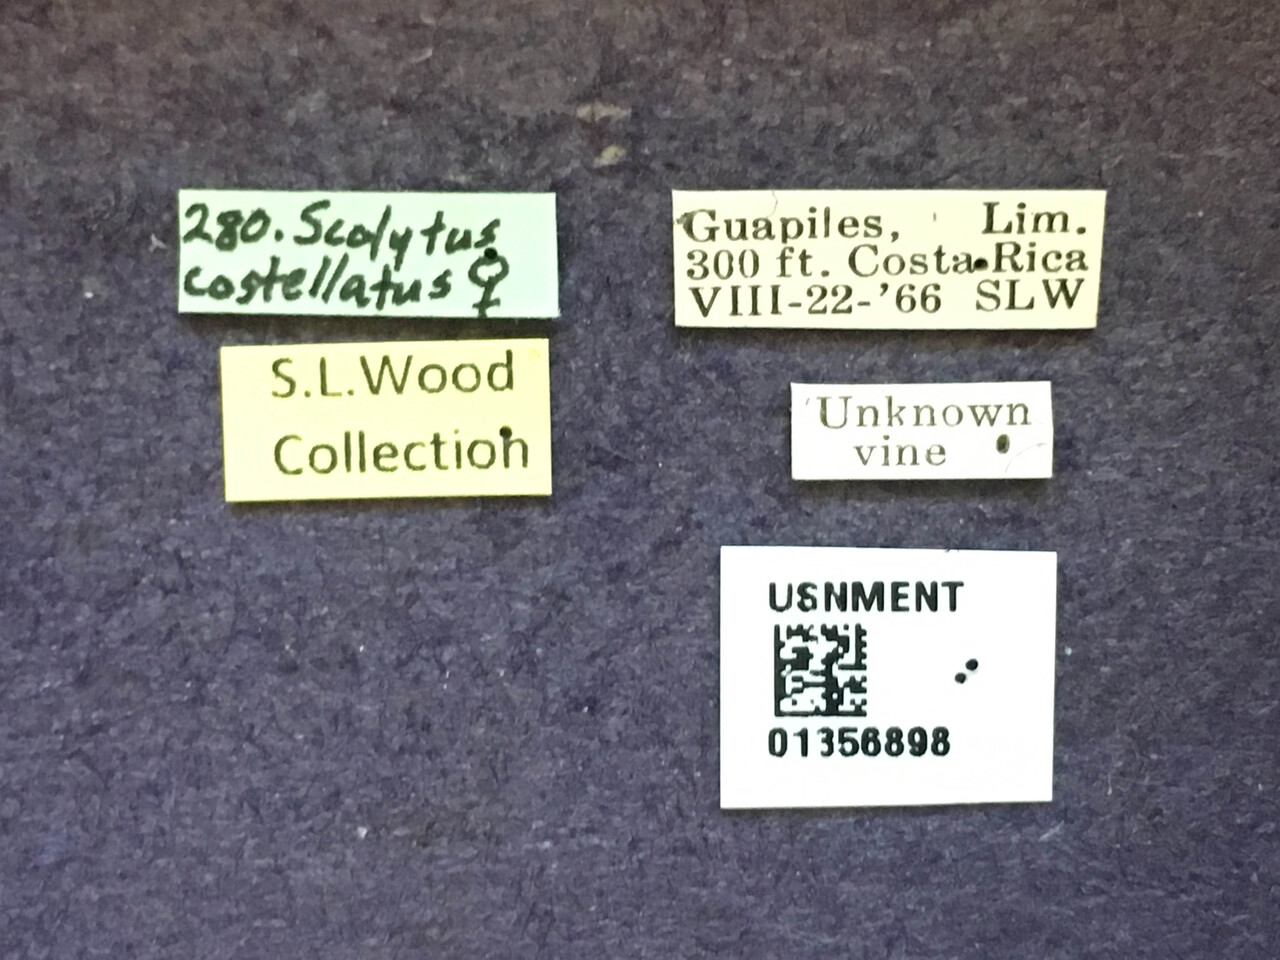 280. Scolytus
costellatus ♀
S.L.Wood
Collection
Guapiles, Lim.
300 ft. Costa Rica
VIII-22-'66 SLW
Unknown
vine
USNMENT
01356898